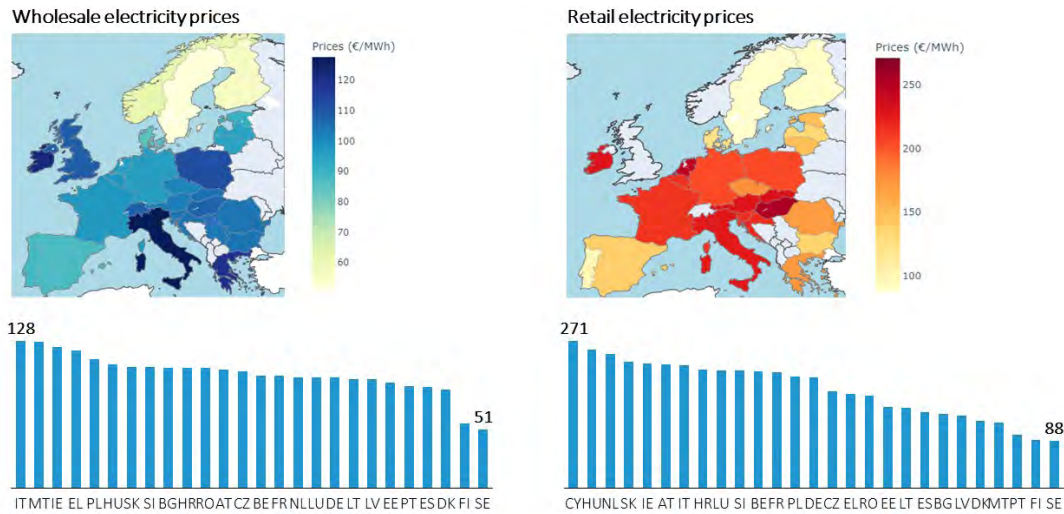 Wholesale electricity prices
Prices (€/MWh)
120
110
100
90
80
70
60
128
51
IT MT IE EL PL HU SK SI BG HR RO AT CZ BE FR NL LU DE LT LV EE PT ES DK FI SE
Retail electricity prices
Prices (€/MWh)
250
200
150
100
271
88
CY HU NL SK IE AT IT HR LU SI BE FR PL DE CZ EL RO EE LT ES BG LV DK MT PT FI SE